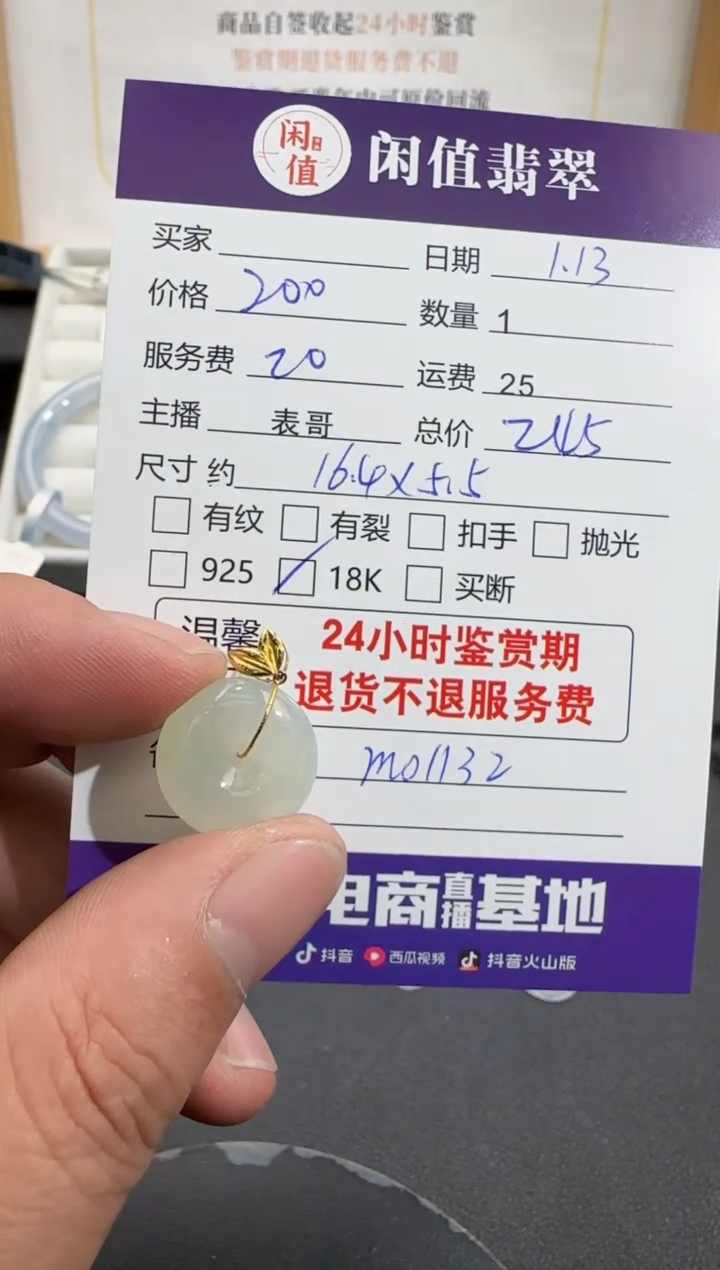 商品自签收起24小时鉴赏
鉴赏期退货服务费不退
闲值 闲值翡翠
买家 日期 1.13
价格 200 数量 1
服务费 20 运费 25
主播 表哥 总价 245
尺寸 约 16.4×5.5
有纹 有裂 扣手 抛光
925 18K 买断
温馨 24小时鉴赏期
退货不退服务费
m01132
电商直播基地
抖音 西瓜视频 抖音火山版